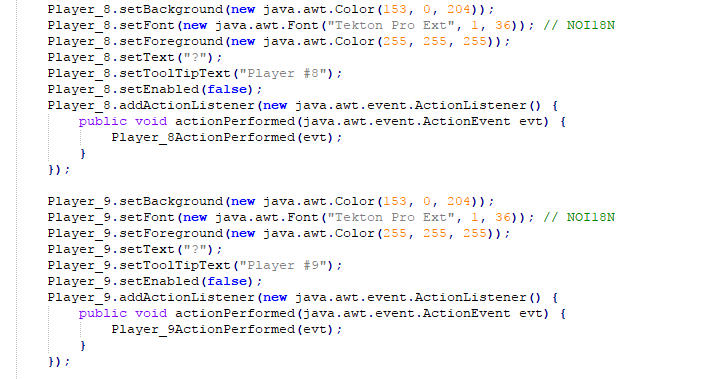 Player_8.setBackground(new java.awt.Color(153, 0, 204));
Player_8.setFont(new java.awt.Font("Tekton Pro Ext", 1, 36)); // NOI18N
Player_8.setForeground(new java.awt.Color(255, 255, 255));
Player_8.setText("?");
Player_8.setToolTipText("Player #8");
Player_8.setEnabled(false);
Player_8.addActionListener(new java.awt.event.ActionListener() {
    public void actionPerformed(java.awt.event.ActionEvent evt) {
        Player_8ActionPerformed(evt);
    }
});

Player_9.setBackground(new java.awt.Color(153, 0, 204));
Player_9.setFont(new java.awt.Font("Tekton Pro Ext", 1, 36)); // NOI18N
Player_9.setForeground(new java.awt.Color(255, 255, 255));
Player_9.setText("?");
Player_9.setToolTipText("Player #9");
Player_9.setEnabled(false);
Player_9.addActionListener(new java.awt.event.ActionListener() {
    public void actionPerformed(java.awt.event.ActionEvent evt) {
        Player_9ActionPerformed(evt);
    }
});